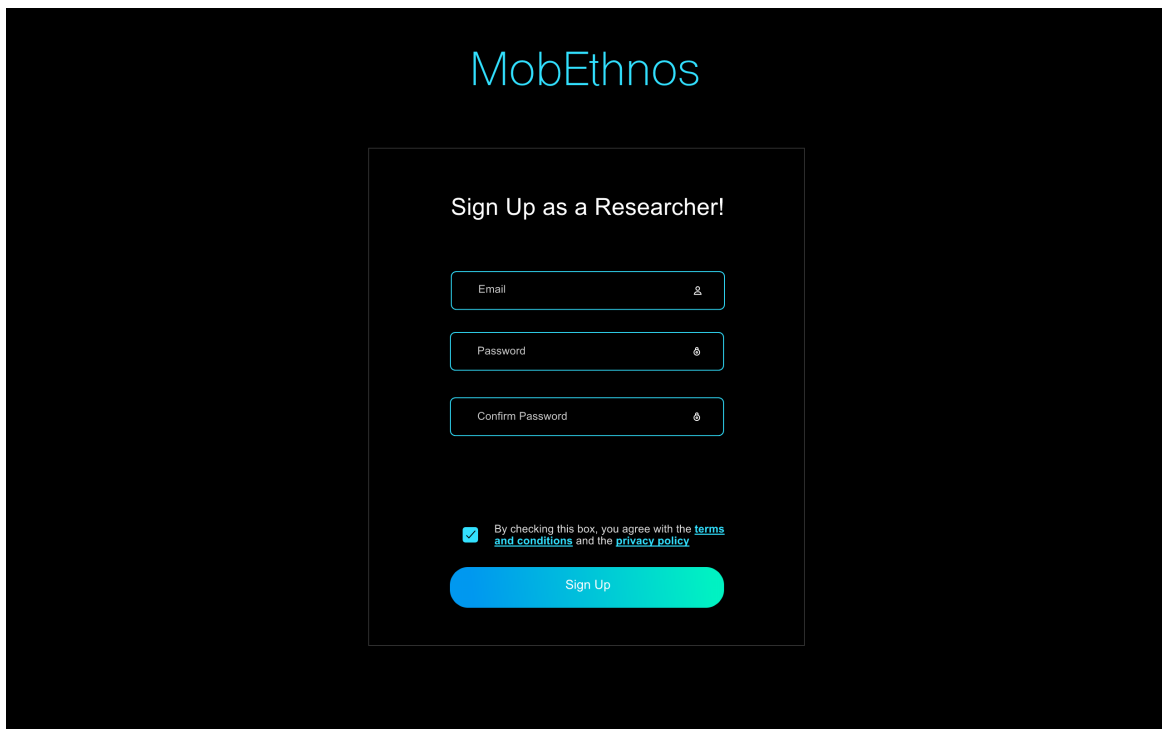 MobEthnos
Sign Up as a Researcher!
Email
Password
Confirm Password
By checking this box, you agree with the terms
and conditions and the privacy policy
Sign Up